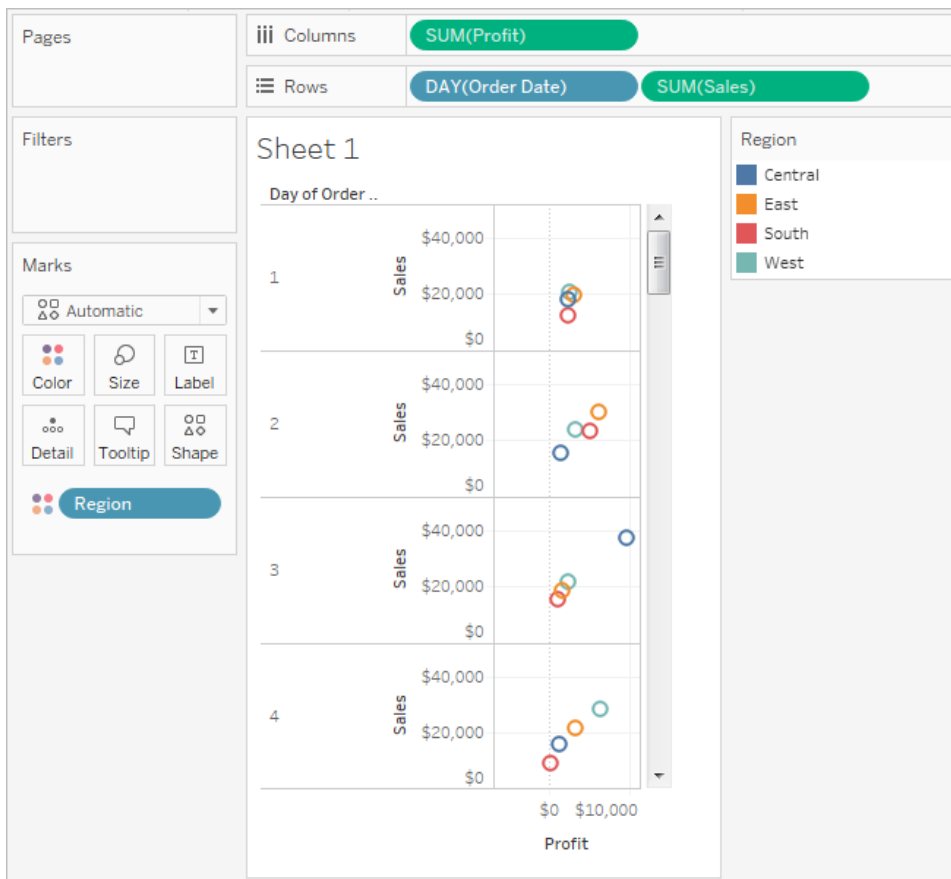 Pages
Columns SUM(Profit)
Rows DAY(Order Date) SUM(Sales)
Filters
Marks
Automatic
Color Size Label
Detail Tooltip Shape
Region
Sheet 1
Day of Order ..
1 Sales $40,000
$20,000
$0
2 Sales $40,000
$20,000
$0
3 Sales $40,000
$20,000
$0
4 Sales $40,000
$20,000
$0
$0 $10,000
Profit
Region
Central
East
South
West